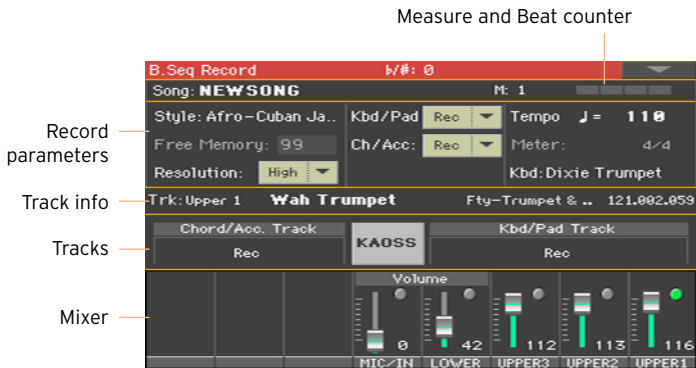 Measure and Beat counter
B.Seq Record ♭/#: 0
Song: NEWSONG M: 1
Style: Afro-Cuban Ja.. Kbd/Pad Rec Tempo ♩= 110
Record parameters
Free Memory: 99 Ch/Acc: Rec Meter: 4/4
Resolution: High Kbd: Dixie Trumpet
Track info
Trk: Upper 1 Wah Trumpet Fty-Trumpet & .. 121.002.059
Chord/Acc. Track KAOSS Kbd/Pad Track
Tracks
Rec Rec
Volume
Mixer
0 42 112 113 116
MIC/IN LOWER UPPER3 UPPER2 UPPER1